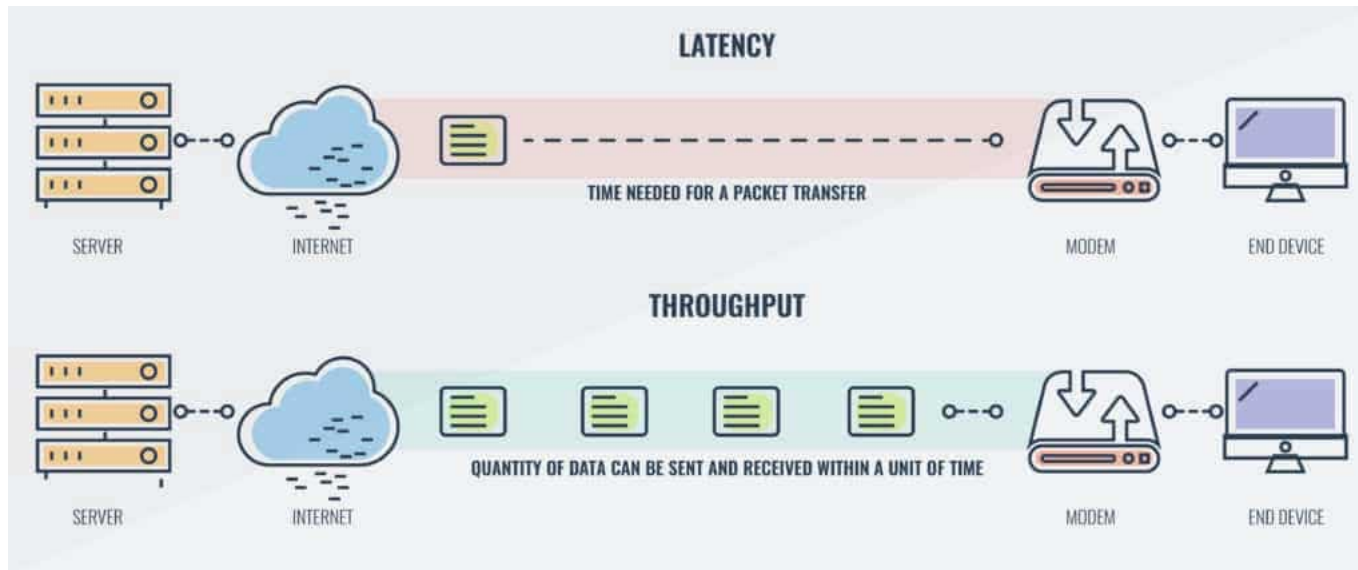 LATENCY
TIME NEEDED FOR A PACKET TRANSFER
SERVER
INTERNET
MODEM
END DEVICE
THROUGHPUT
QUANTITY OF DATA CAN BE SENT AND RECEIVED WITHIN A UNIT OF TIME
SERVER
INTERNET
MODEM
END DEVICE